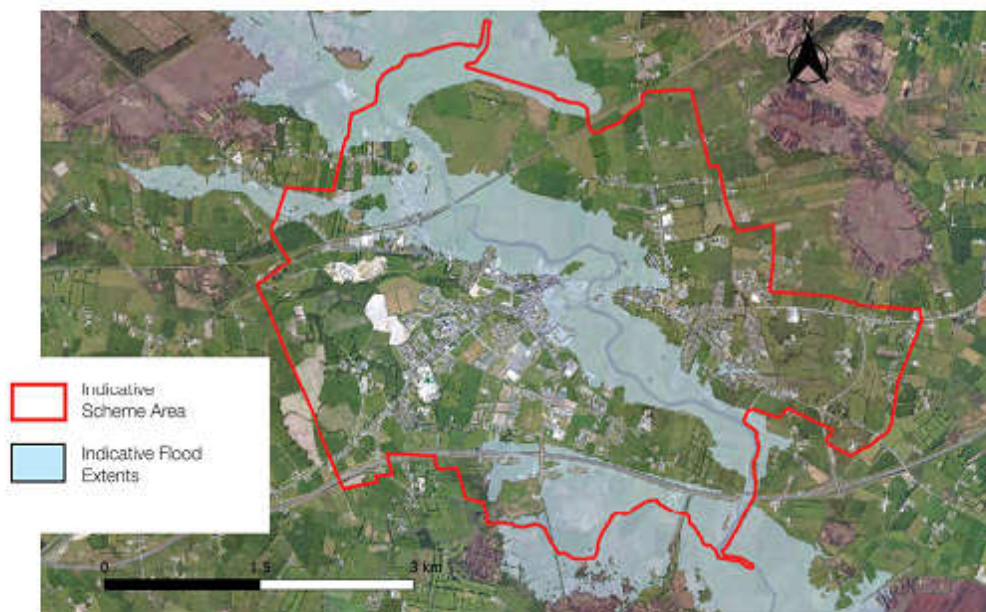 N
Indicative
Scheme Area
Indicative Flood
Extents
0 1.5 3 km